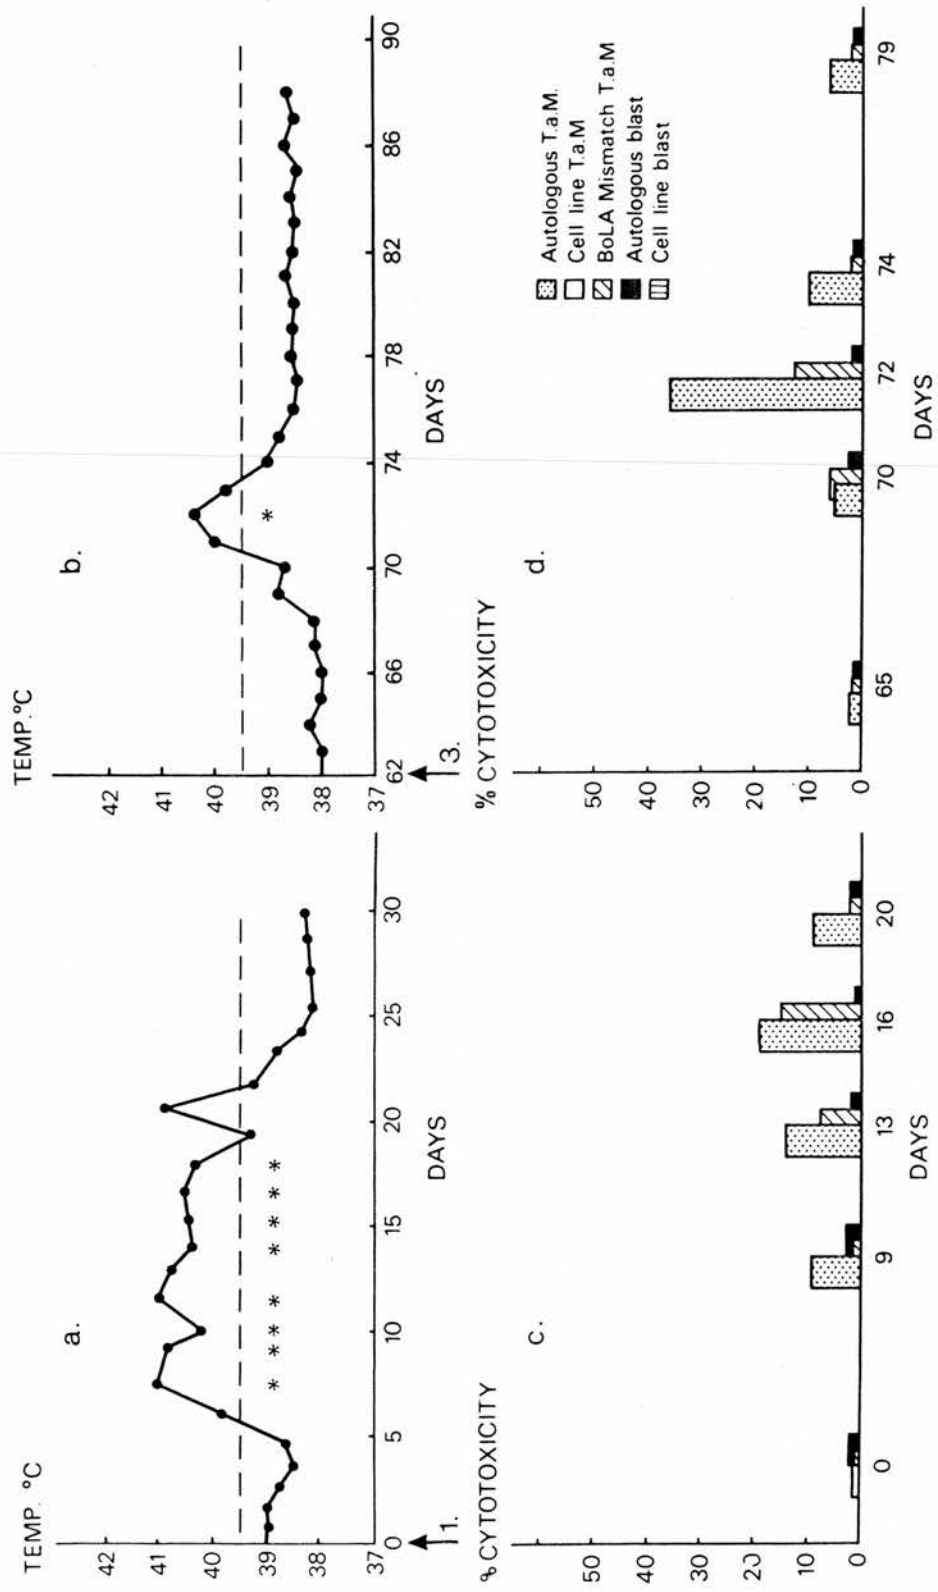 a.
TEMP. °C
42
41
40
39
38
37
* * * * * * * *
0 5 10 15 20 25 30
DAYS
1.
b.
TEMP.°C
42
41
40
39
38
37
*
62 66 70 74 78 82 86 90
DAYS
3.
c.
% CYTOTOXICITY
50
40
30
20
10
0
0 9 13 16 20
DAYS
d.
% CYTOTOXICITY
50
40
30
20
10
0
65 70 72 74 79
DAYS
Autologous T.a.M.
Cell line T.a.M
BoLA Mismatch T.a.M
Autologous blast
Cell line blast